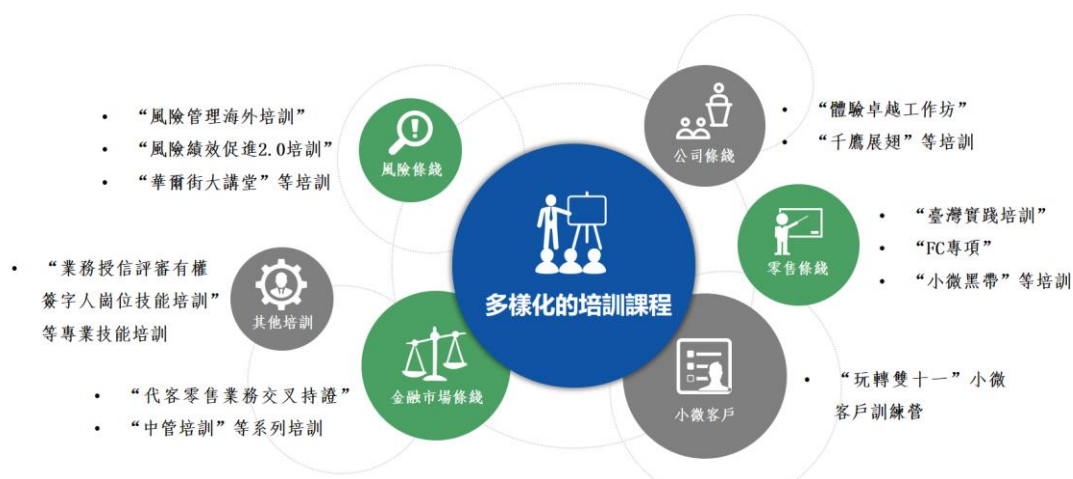 多樣化的培訓課程
風險條綫
• “風險管理海外培訓”
• “風險績效促進2.0培訓”
• “華爾街大講堂”等培訓
公司條綫
• “體驗卓越工作坊”
• “千鷹展翅”等培訓
零售條綫
• “臺灣實踐培訓”
• “FC專項”
• “小微黑帶”等培訓
小微客戶
• “玩轉雙十一”小微
客戶訓練營
金融市場條綫
• “代客零售業務交叉持證”
• “中管培訓”等系列培訓
其他培訓
• “業務授信評審有權
簽字人崗位技能培訓”
等專業技能培訓